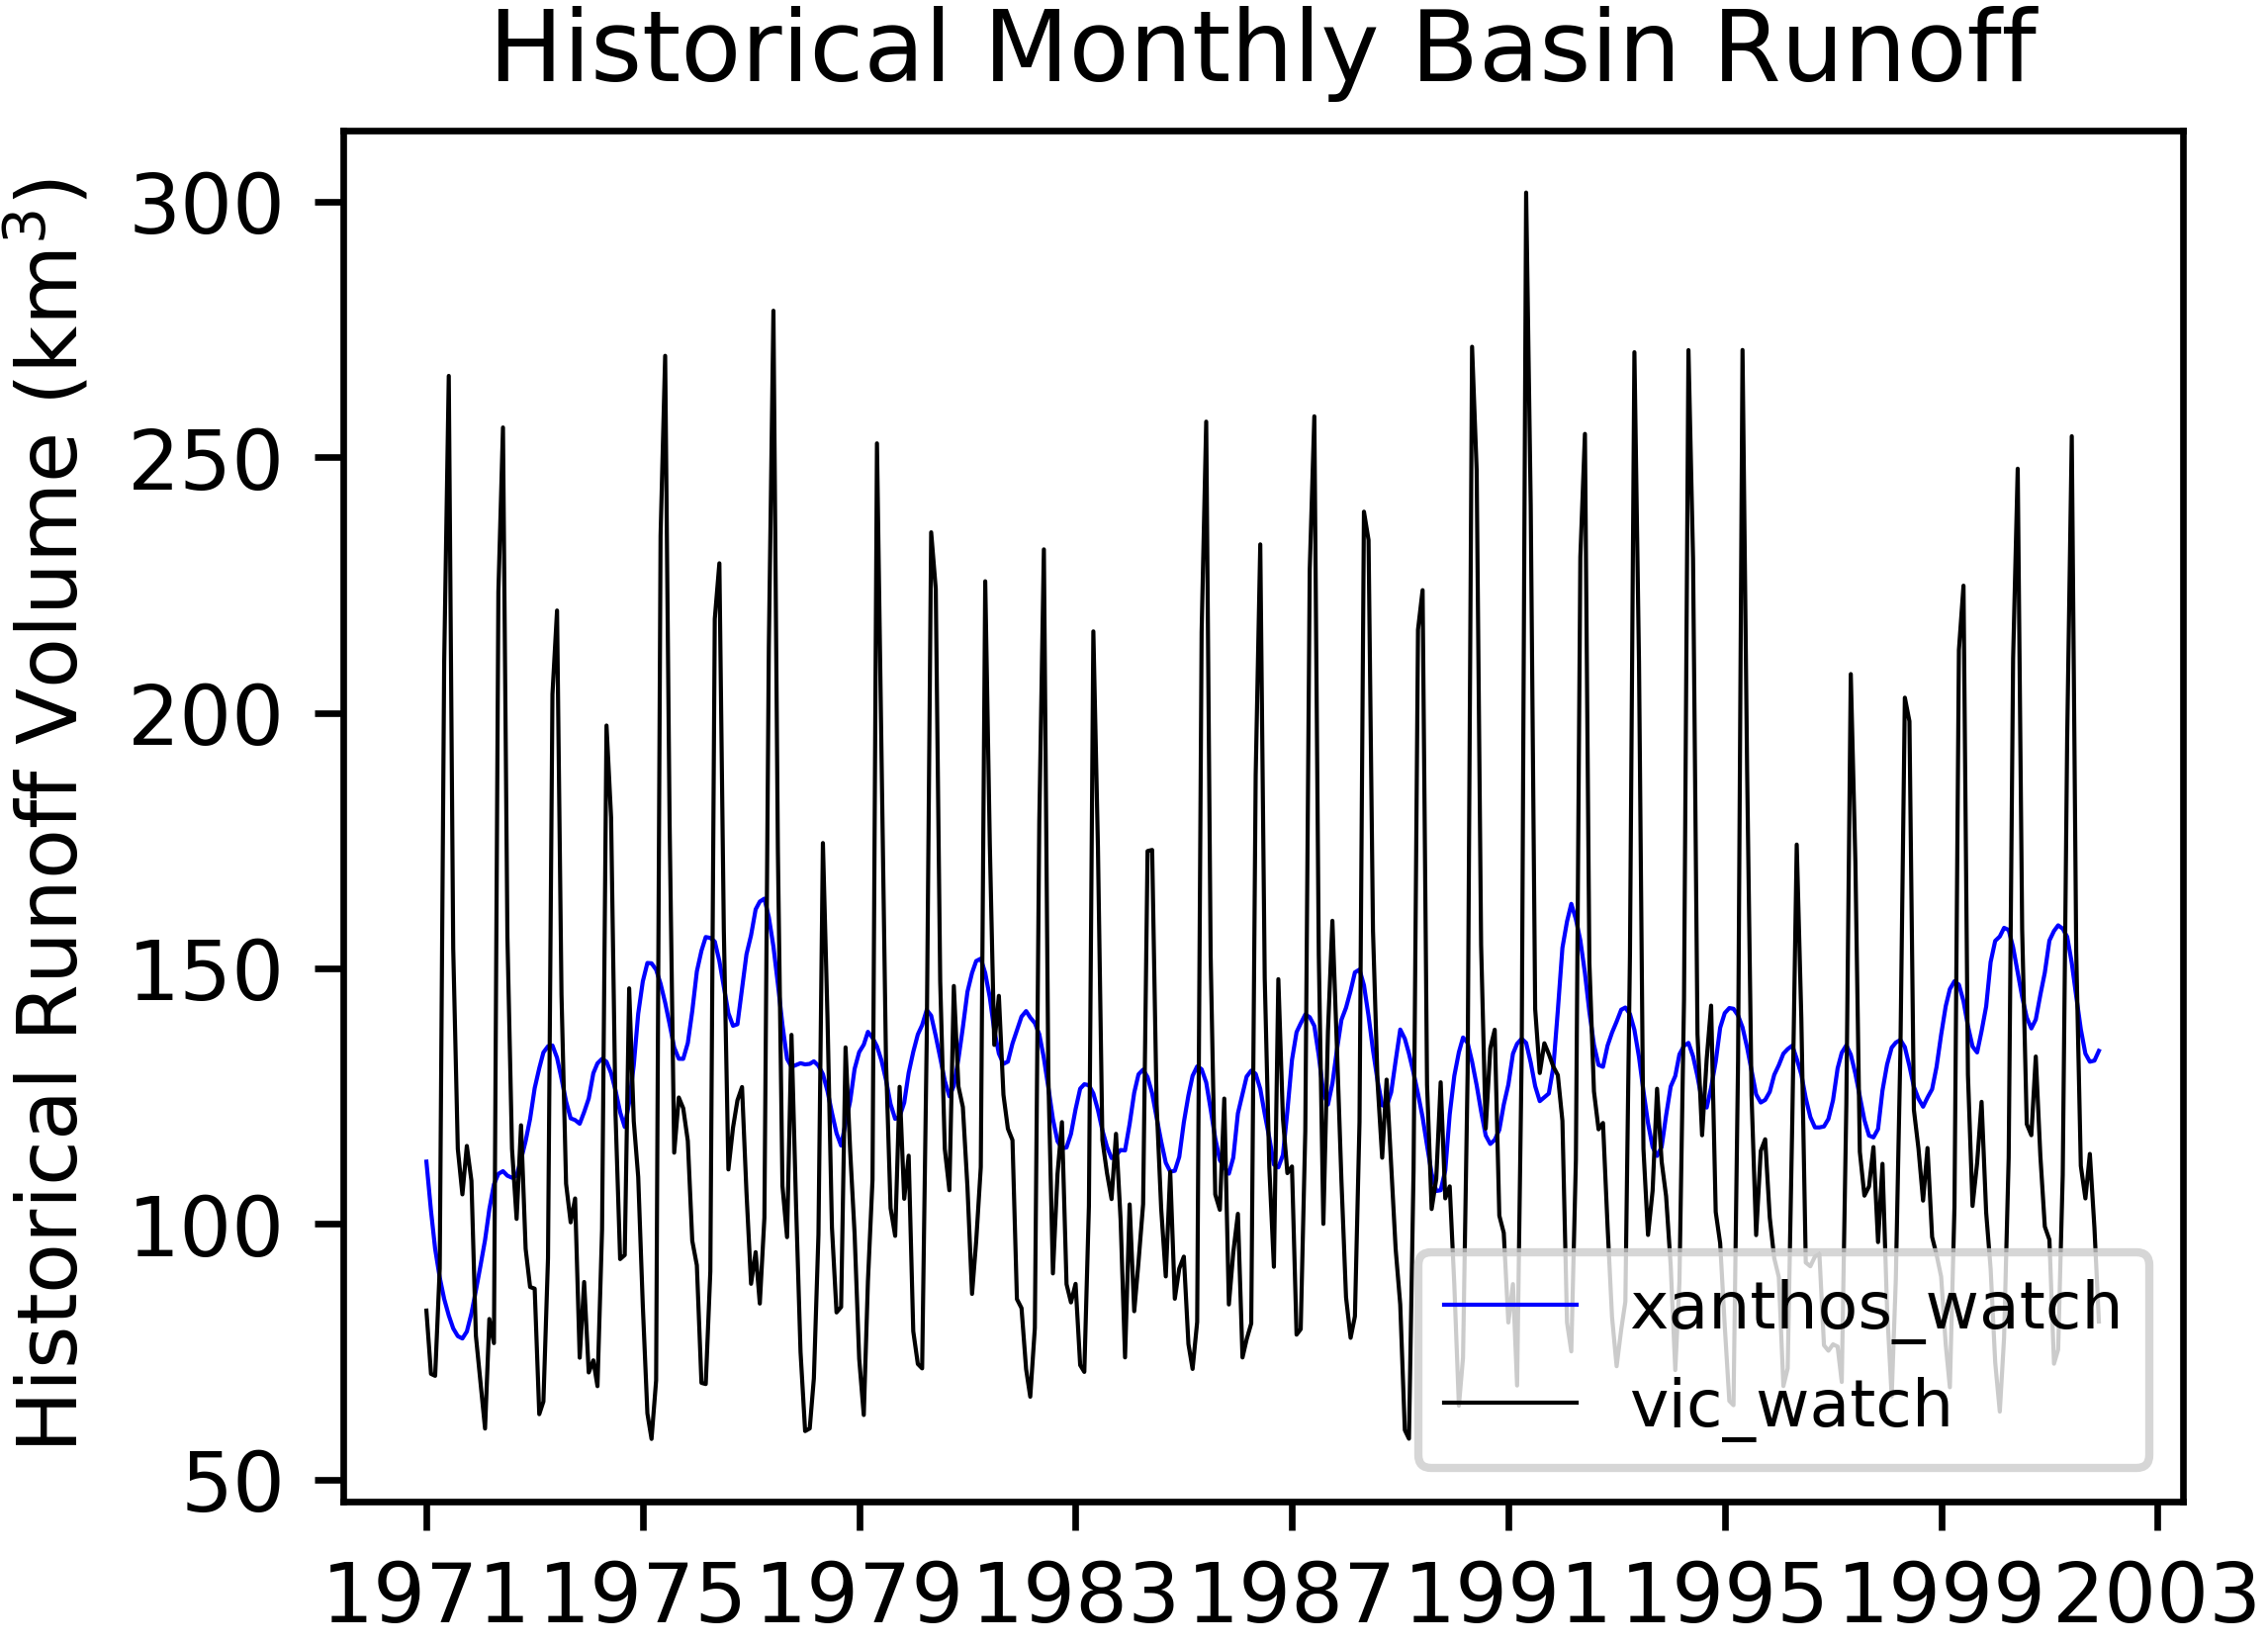 Historical Monthly Basin Runoff
Historical Runoff Volume (km³)
300
250
200
150
100
50
1971 1975 1979 1983 1987 1991 1995 1999 2003
xanthos_watch
vic_watch